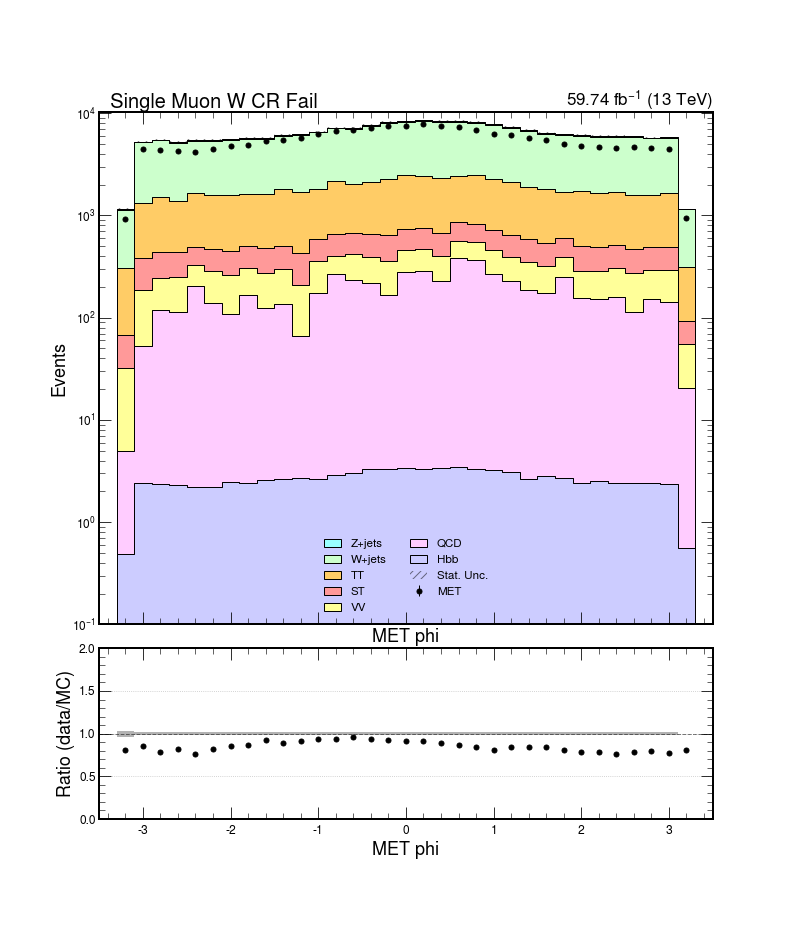 Single Muon W CR Fail
59.74 fb⁻¹ (13 TeV)
10⁴
10³
10²
10¹
10⁰
10⁻¹
Events
Z+jets
W+jets
TT
ST
VV
QCD
Hbb
Stat. Unc.
MET
MET phi
2.0
1.5
1.0
0.5
0.0
Ratio (data/MC)
-3 -2 -1 0 1 2 3
MET phi